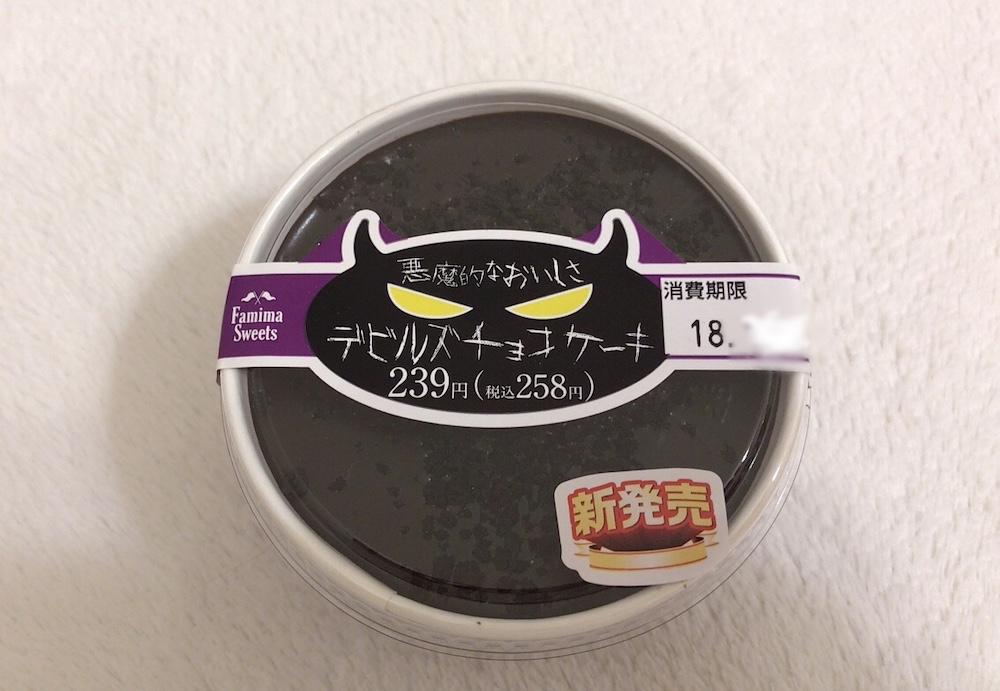 悪魔的なおいしさ
Famima
Sweets
デビルズチョコケーキ
239円(税込258円)
消費期限
18.
新発売